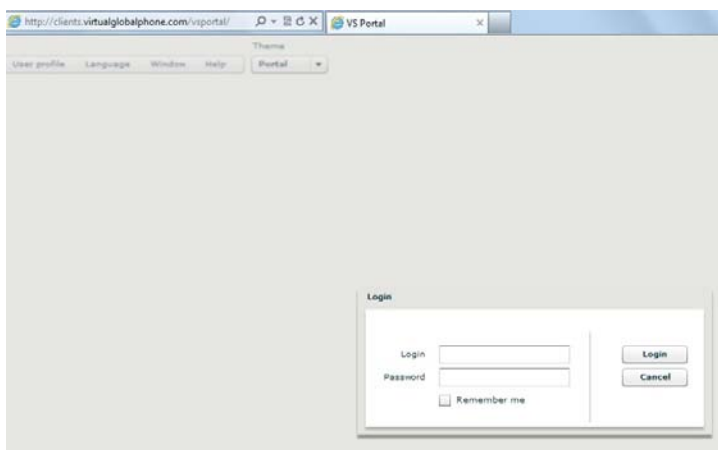 http://clients.virtualglobalphone.com/vsportal/ VS Portal
Theme
User profile Language Window Help Portal
Login
Login Login
Password Cancel
Remember me